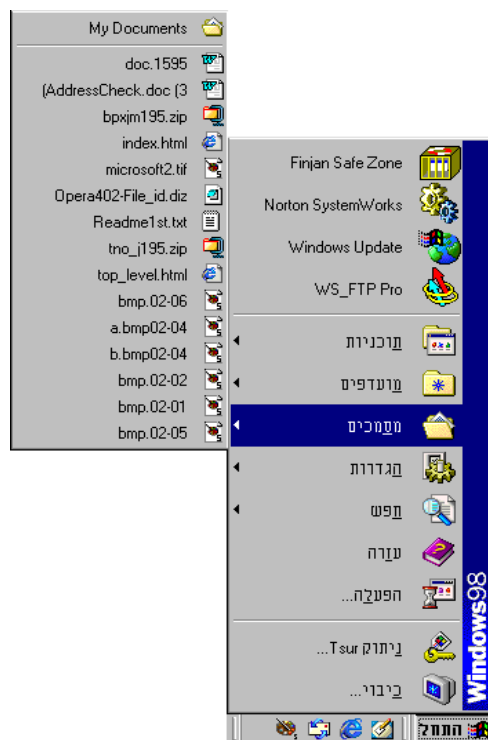 My Documents
doc.1595
(AddressCheck.doc (3
bpxjm195.zip
index.html
microsoft2.tif
Opera402-File_id.diz
Readme1st.txt
tno_j195.zip
top_level.html
bmp.02-06
a.bmp02-04
b.bmp02-04
bmp.02-02
bmp.02-01
bmp.02-05
Finjan Safe Zone
Norton SystemWorks
Windows Update
WS_FTP Pro
תוכניות
מועדפים
מסמכים
הגדרות
חפש
עזרה
הפעלה...
ניתוק Tsur...
כיבוי...
Windows98
התחל